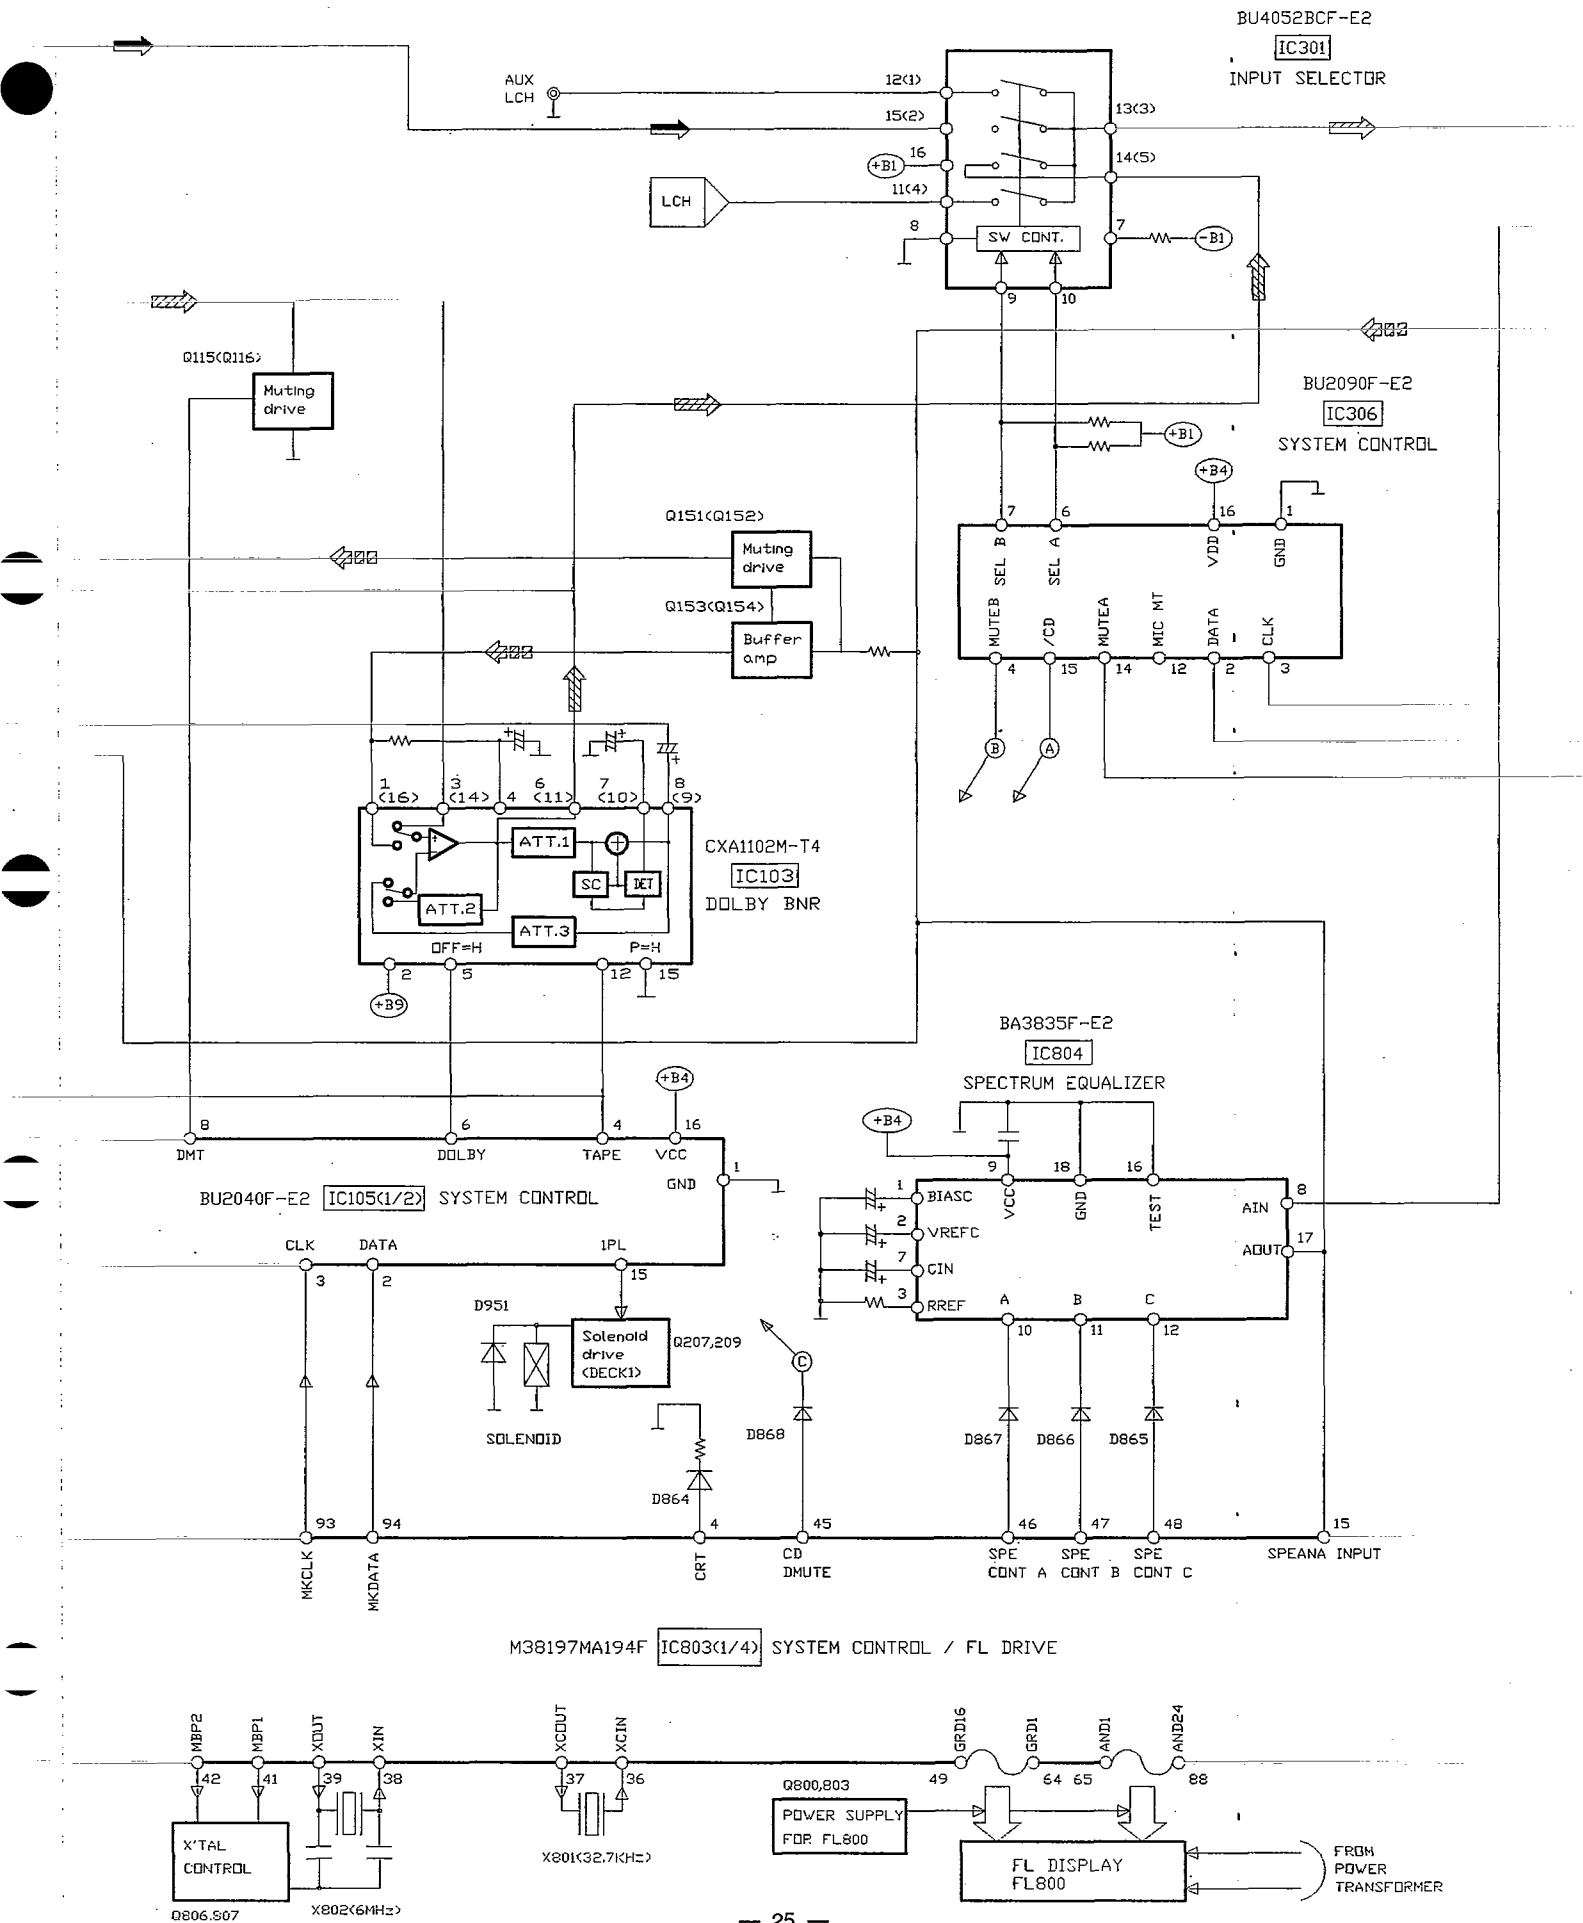 BU4052BCF-E2
IC301
INPUT SELECTOR
AUX
LCH
12(1)
15(2)
13(3)
16
+B1
14(5)
LCH
11(4)
8
SW CONT.
7
-B1
9
10
Q115(Q116)
Muting
drive
BU2090F-E2
IC306
SYSTEM CONTROL
+B1
+B4
7
6
16
1
Q151(Q152)
Muting
drive
SEL B
SEL A
VDD
GND
Q153(Q154)
Buffer
amp
MUTEB
/CD
MUTEA
MIC MT
DATA
CLK
4
15
14
12
2
3
B
A
+
+
+
1
(16)
3
(14)
4
6
(11)
7
(10)
8
(9)
+
-
ATT.1
+
SC
DET
ATT.2
ATT.3
OFF=H
P=H
CXA1102M-T4
IC103
DOLBY BNR
2
5
12
15
+B9
BA3835F-E2
IC804
SPECTRUM EQUALIZER
+B4
+B4
8
6
4
16
DMT
DOLBY
TAPE
VCC
1
GND
BU2040F-E2 IC105(1/2) SYSTEM CONTROL
9
18
16
VCC
GND
TEST
1
BIASC
+
2
VREFC
+
7
CIN
+
3
RREF
8
AIN
17
AOUT
CLK
DATA
1PL
3
2
15
A
B
C
10
11
12
D951
Solenoid
drive
(DECK1)
Q207,209
C
SOLENOID
D868
D867
D866
D865
D864
93
94
4
45
46
47
48
15
MKCLK
MKDATA
CRT
CD
DMUTE
SPE
CONT A
SPE
CONT B
SPE
CONT C
SPEANA INPUT
M38197MA194F IC803(1/4) SYSTEM CONTROL / FL DRIVE
MBP2
MBP1
XOUT
XIN
XCOUT
XCIN
GRD16
GRD1
AND1
AND24
42
41
39
38
37
36
49
64
65
88
Q800,803
POWER SUPPLY
FOR FL800
X'TAL
CONTROL
X801(32.7KHz)
FL DISPLAY
FL800
FROM
POWER
TRANSFORMER
Q806,807
X802(6MHz)
— 25 —